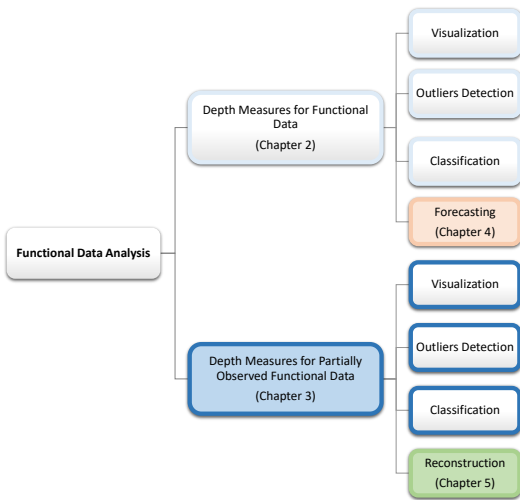 Functional Data Analysis
Depth Measures for Functional
Data
(Chapter 2)
Visualization
Outliers Detection
Classification
Forecasting
(Chapter 4)
Depth Measures for Partially
Observed Functional Data
(Chapter 3)
Visualization
Outliers Detection
Classification
Reconstruction
(Chapter 5)